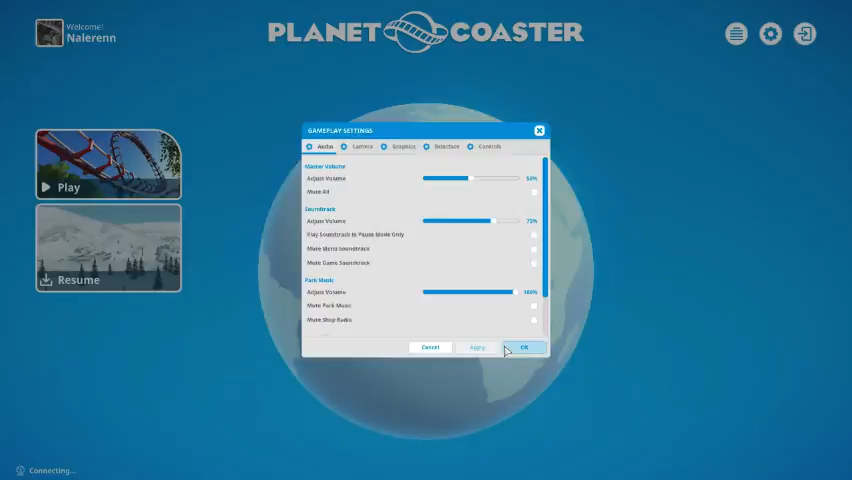 Welcome!
Nalerenn
PLANET COASTER
GAMEPLAY SETTINGS
Audio Camera Graphics Interface Controls
Master Volume
Adjust Volume
Mute All
Soundtrack
Adjust Volume 75%
Play Soundtrack in Pause Mode Only
Mute Menu Soundtrack
Mute Game Soundtrack
Park Music
Adjust Volume 100%
Mute Park Music
Mute Shop Radio
Cancel Apply OK
Play
Resume
Connecting...